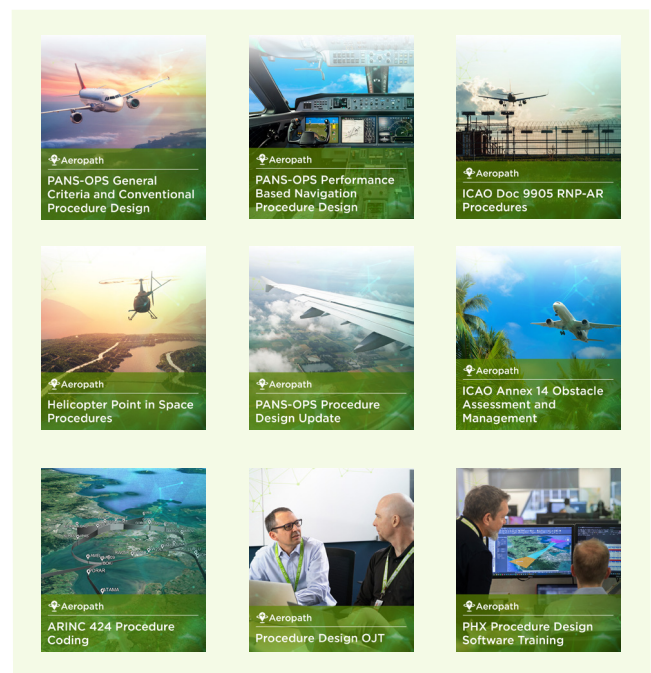 Aeropath
PANS-OPS General
Criteria and Conventional
Procedure Design
Aeropath
PANS-OPS Performance
Based Navigation
Procedure Design
Aeropath
ICAO Doc 9905 RNP-AR
Procedures
Aeropath
Helicopter Point in Space
Procedures
Aeropath
PANS-OPS Procedure
Design Update
Aeropath
ICAO Annex 14 Obstacle
Assessment and
Management
Aeropath
ARINC 424 Procedure
Coding
Aeropath
Procedure Design OJT
Aeropath
PHX Procedure Design
Software Training